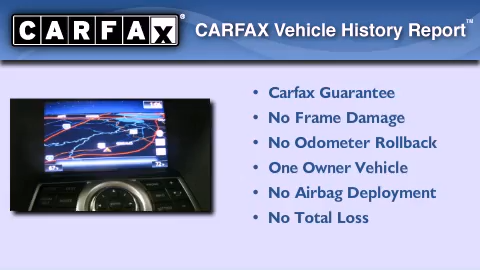 CARFAX® CARFAX Vehicle History Report™
• Carfax Guarantee
• No Frame Damage
• No Odometer Rollback
• One Owner Vehicle
• No Airbag Deployment
• No Total Loss